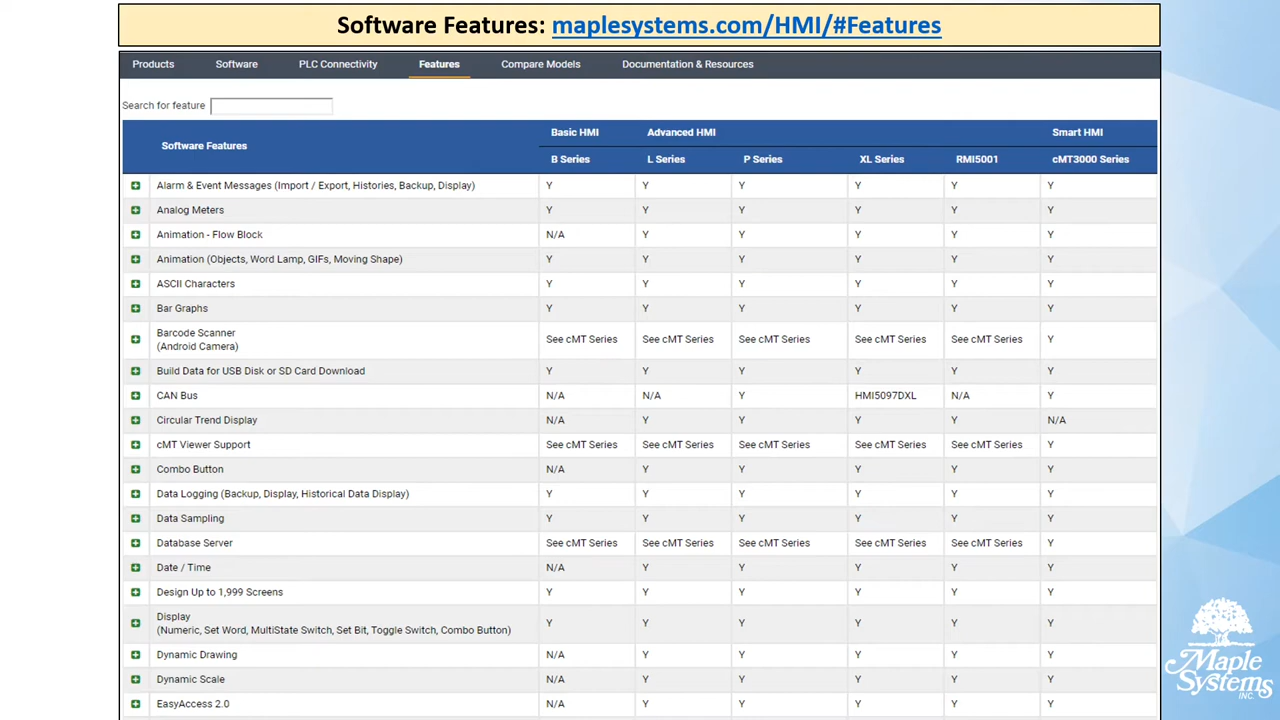 Software Features: maplesystems.com/HMI/#Features
Products Software PLC Connectivity Features Compare Models Documentation & Resources
Search for feature
Basic HMI Advanced HMI Smart HMI
Software Features
B Series L Series P Series XL Series RMI5001 cMT3000 Series
Alarm & Event Messages (Import / Export, Histories, Backup, Display) Y Y Y Y Y Y
Analog Meters Y Y Y Y Y Y
Animation - Flow Block N/A Y Y Y Y Y
Animation (Objects, Word Lamp, GIFs, Moving Shape) Y Y Y Y Y Y
ASCII Characters Y Y Y Y Y Y
Bar Graphs Y Y Y Y Y Y
Barcode Scanner
(Android Camera) See cMT Series See cMT Series See cMT Series See cMT Series See cMT Series Y
Build Data for USB Disk or SD Card Download Y Y Y Y Y Y
CAN Bus N/A N/A Y HMI5097DXL N/A Y
Circular Trend Display N/A Y Y Y Y N/A
cMT Viewer Support See cMT Series See cMT Series See cMT Series See cMT Series See cMT Series Y
Combo Button N/A Y Y Y Y Y
Data Logging (Backup, Display, Historical Data Display) Y Y Y Y Y Y
Data Sampling Y Y Y Y Y Y
Database Server See cMT Series See cMT Series See cMT Series See cMT Series See cMT Series Y
Date / Time N/A Y Y Y Y Y
Design Up to 1,999 Screens Y Y Y Y Y Y
Display
(Numeric, Set Word, MultiState Switch, Set Bit, Toggle Switch, Combo Button) Y Y Y Y Y Y
Dynamic Drawing N/A Y Y Y Y Y
Dynamic Scale N/A Y Y Y Y Y
EasyAccess 2.0 N/A Y Y Y Y Y
Maple
Systems
INC.